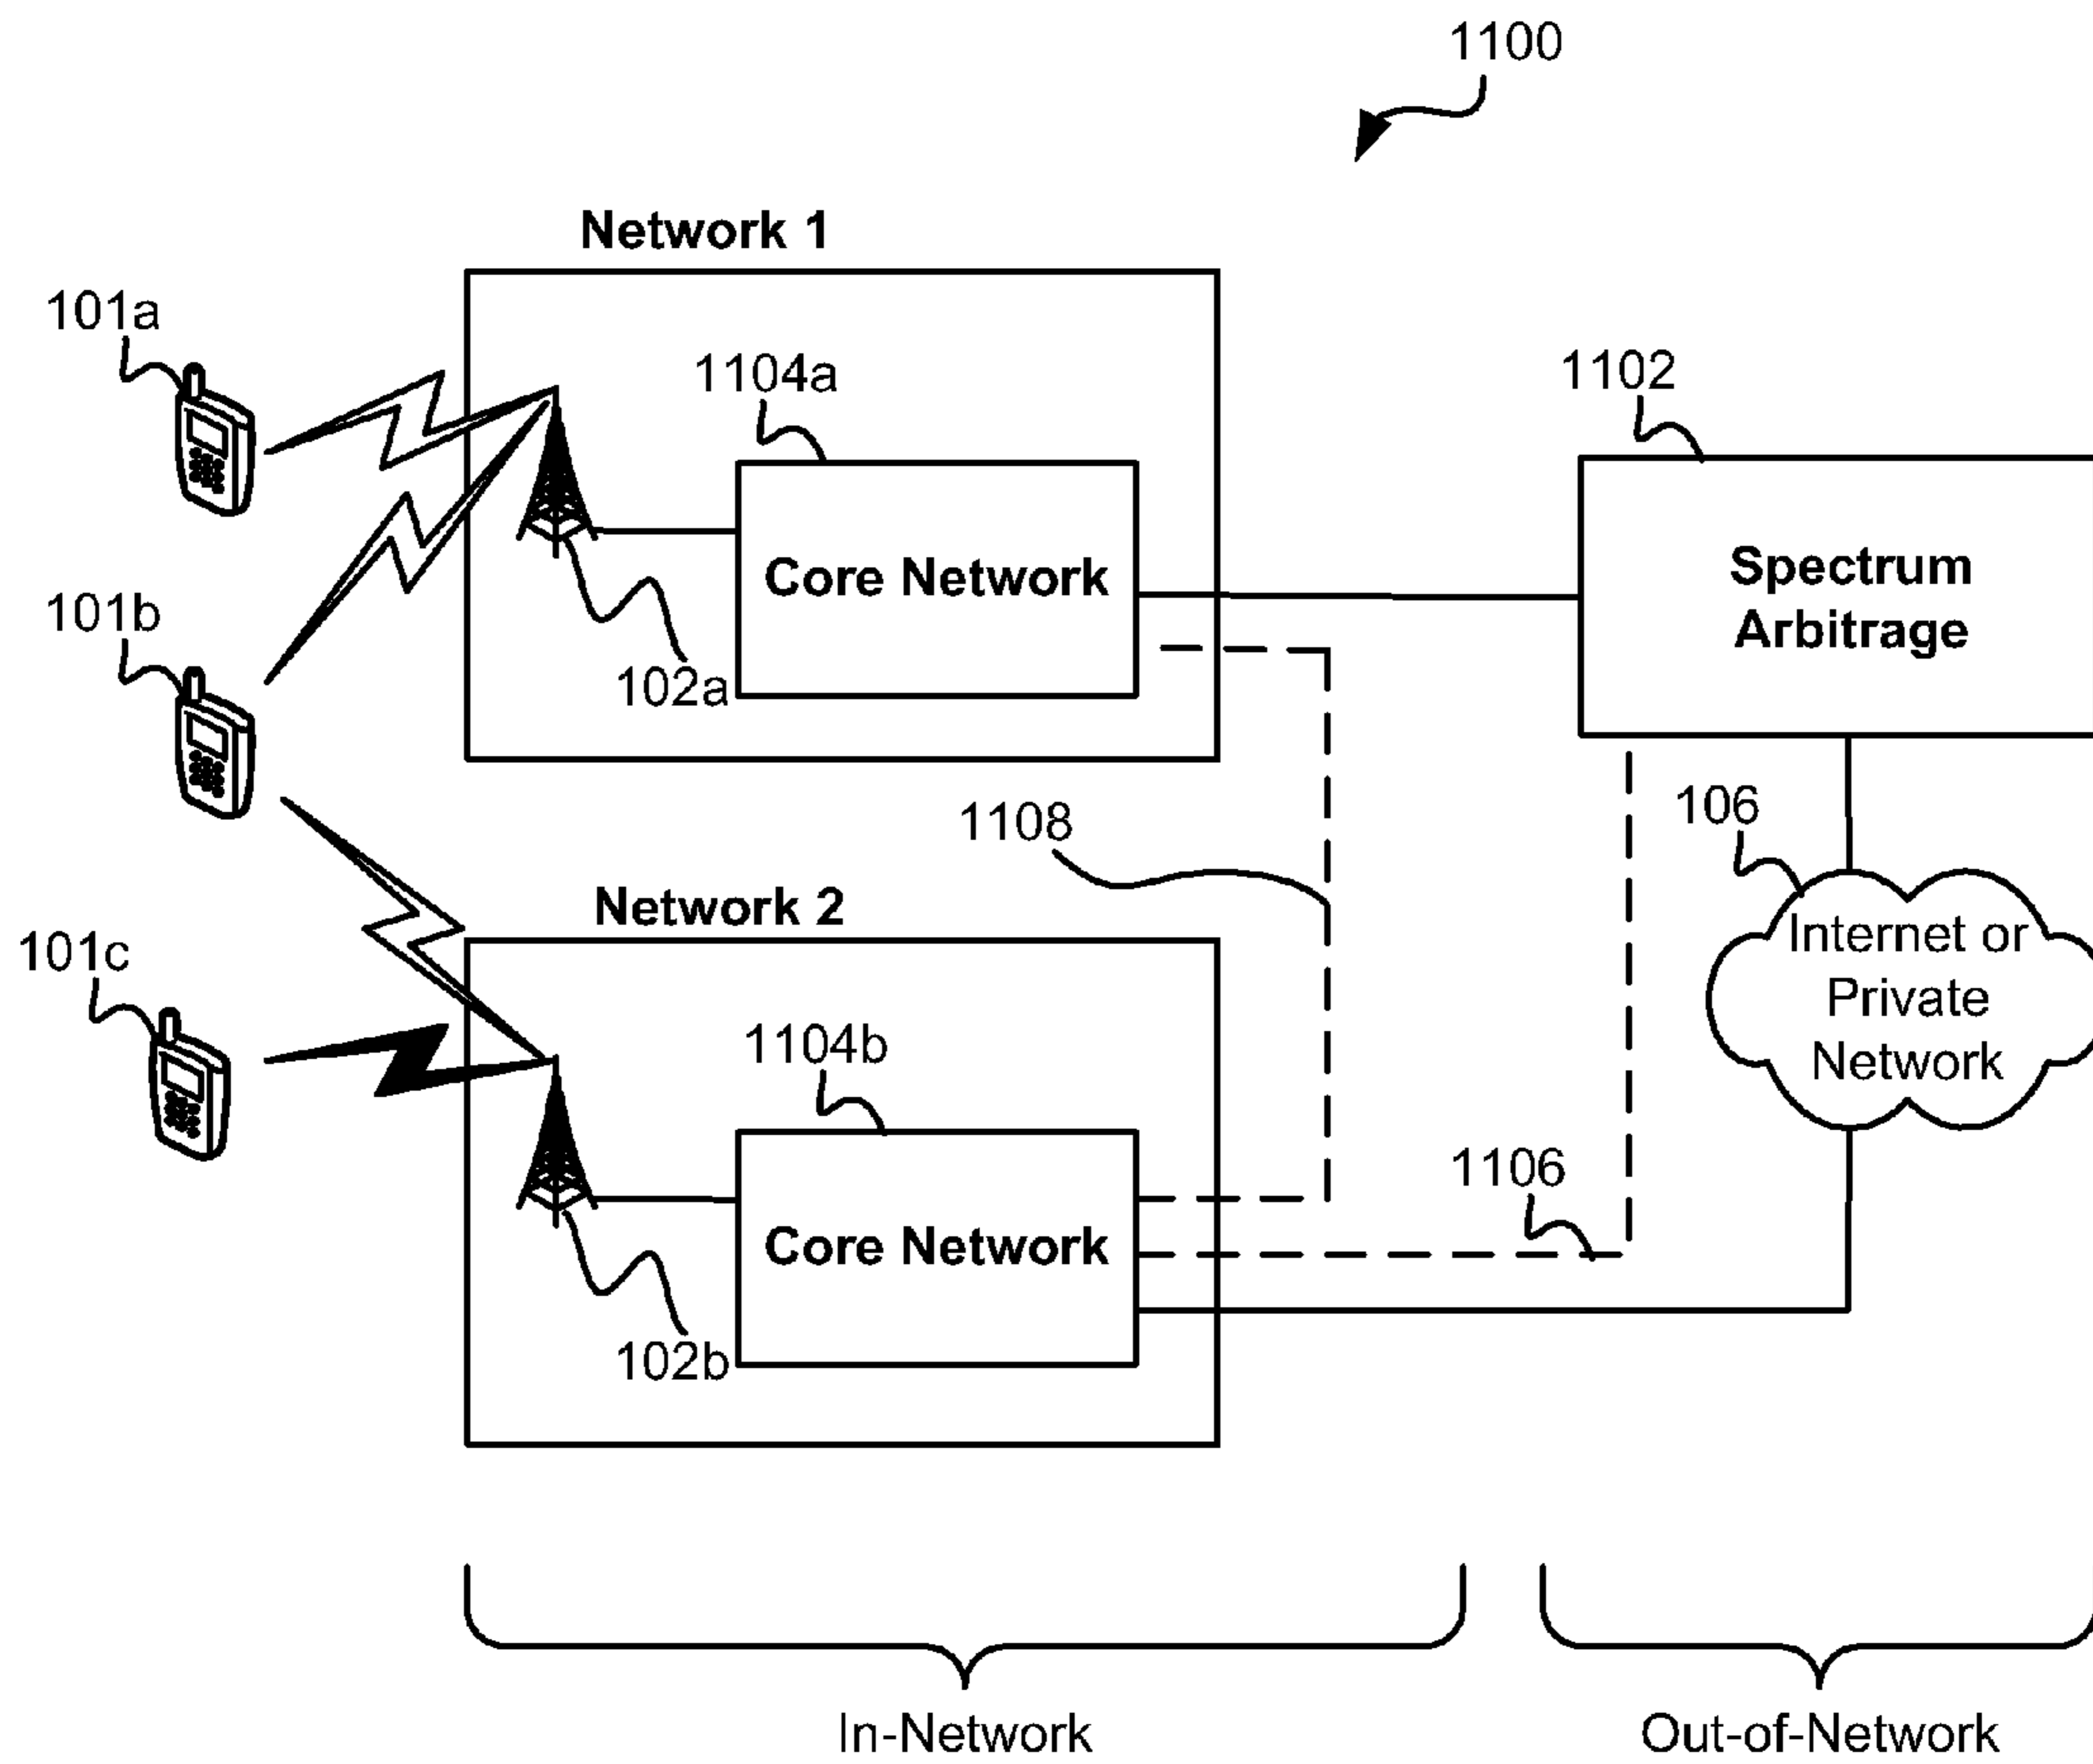 1100
Network 1
101a
1104a
1102
Core Network
Spectrum
Arbitrage
101b
102a
1108
106
Network 2
Internet or
Private
Network
101c
1104b
1106
Core Network
102b
In-Network
Out-of-Network